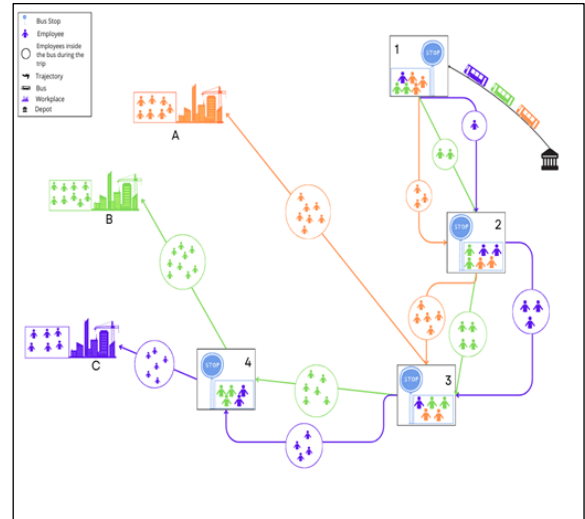 Bus Stop
Employee
Employees inside
the bus during the
trip
Trajectory
Bus
Workplace
Depot
1
STOP
A
B
2
STOP
C
4
STOP
3
STOP